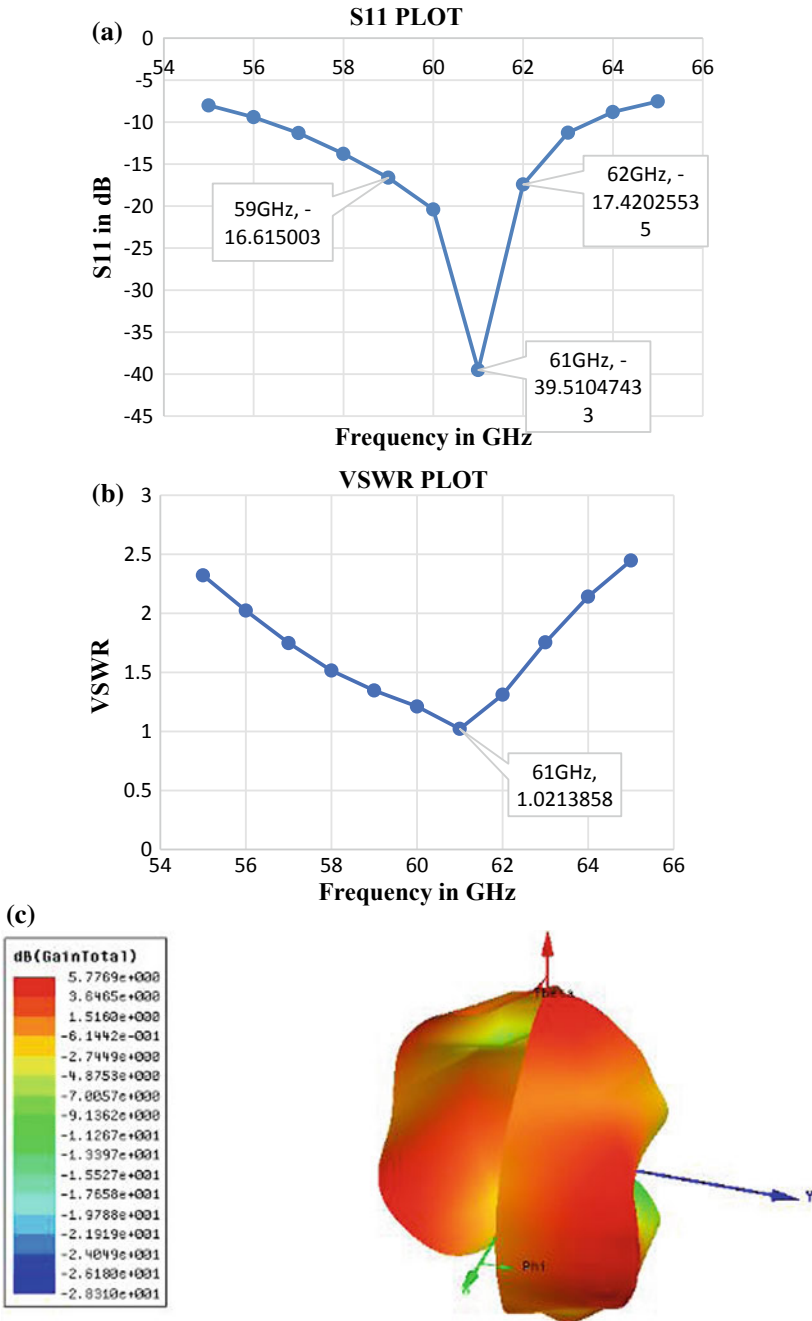 (a)
S11 PLOT
0
-5
-10
-15
-20
-25
-30
-35
-40
-45
54
56
58
60
62
64
66
S11 in dB
59GHz, -
16.615003
62GHz, -
17.4202553
5
61GHz, -
39.5104743
3
Frequency in GHz
(b)
VSWR PLOT
3
2.5
2
1.5
1
0.5
0
VSWR
61GHz,
1.0213858
54
56
58
60
62
64
66
Frequency in GHz
(c)
dB(GainTotal)
5.7769e+000
3.6465e+000
1.5160e+000
-6.1442e-001
-2.7449e+000
-4.8753e+000
-7.0057e+000
-9.1362e+000
-1.1267e+001
-1.3397e+001
-1.5527e+001
-1.7658e+001
-1.9788e+001
-2.1919e+001
-2.4049e+001
-2.6180e+001
-2.8310e+001
Theta
Y
Phi